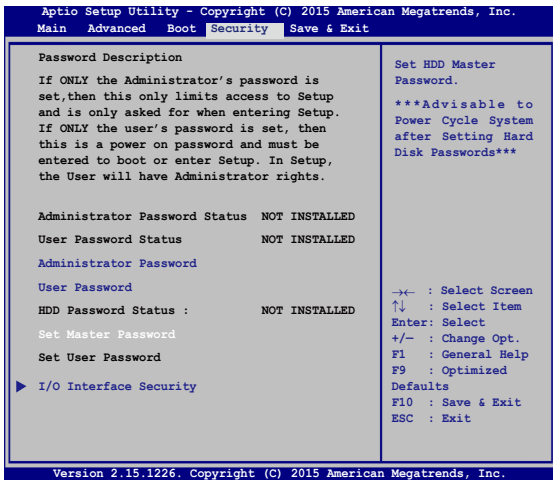 Aptio Setup Utility - Copyright (C) 2015 American Megatrends, Inc.
Main Advanced Boot Security Save & Exit
Password Description
If ONLY the Administrator's password is
set,then this only limits access to Setup
and is only asked for when entering Setup.
If ONLY the user's password is set, then
this is a power on password and must be
entered to boot or enter Setup. In Setup,
the User will have Administrator rights.
Administrator Password Status NOT INSTALLED
User Password Status NOT INSTALLED
Administrator Password
User Password
HDD Password Status : NOT INSTALLED
Set Master Password
Set User Password
I/O Interface Security
Set HDD Master
Password.
***Advisable to
Power Cycle System
after Setting Hard
Disk Passwords***
→← : Select Screen
↑↓ : Select Item
Enter: Select
+/— : Change Opt.
F1 : General Help
F9 : Optimized
Defaults
F10 : Save & Exit
ESC : Exit
Version 2.15.1226. Copyright (C) 2015 American Megatrends, Inc.